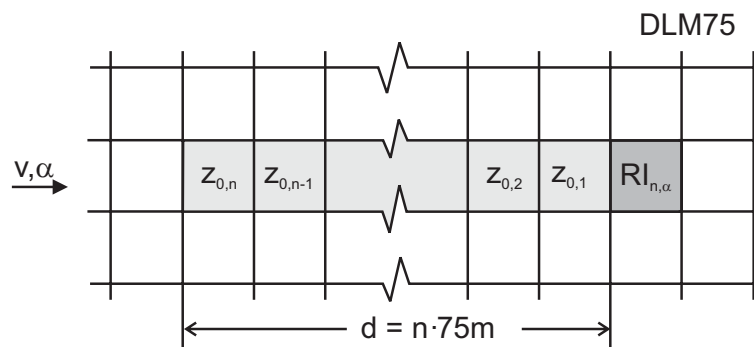 DLM75
v,α
z0,n z0,n-1 z0,2 z0,1 RIn,α
d = n·75m